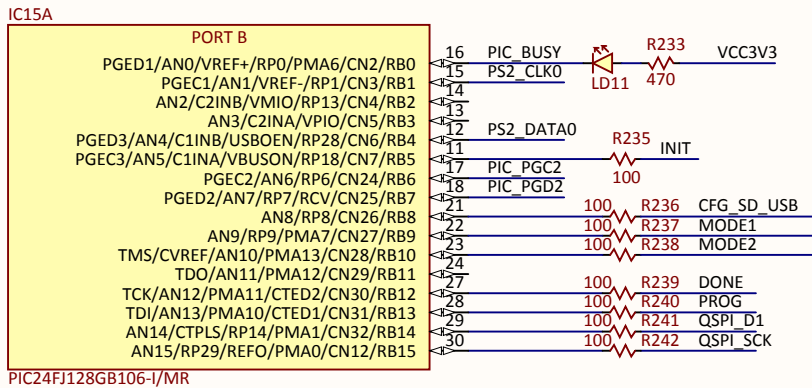 IC15A
PORT B
PGED1/AN0/VREF+/RP0/PMA6/CN2/RB0 16 PIC_BUSY LD11 R233 470 VCC3V3
PGEC1/AN1/VREF-/RP1/CN3/RB1 15 PS2_CLK0
AN2/C2INB/VMIO/RP13/CN4/RB2 14
AN3/C2INA/VPIO/CN5/RB3 13
PGED3/AN4/C1INB/USBOEN/RP28/CN6/RB4 12 PS2_DATA0
PGEC3/AN5/C1INA/VBUSON/RP18/CN7/RB5 11 R235 100 INIT
PGEC2/AN6/RP6/CN24/RB6 17 PIC_PGC2
PGED2/AN7/RP7/RCV/CN25/RB7 18 PIC_PGD2
AN8/RP8/CN26/RB8 21 100 R236 CFG_SD_USB
AN9/RP9/PMA7/CN27/RB9 22 100 R237 MODE1
TMS/CVREF/AN10/PMA13/CN28/RB10 23 100 R238 MODE2
TDO/AN11/PMA12/CN29/RB11 24
TCK/AN12/PMA11/CTED2/CN30/RB12 27 100 R239 DONE
TDI/AN13/PMA10/CTED1/CN31/RB13 28 100 R240 PROG
AN14/CTPLS/RP14/PMA1/CN32/RB14 29 100 R241 QSPI_D1
AN15/RP29/REFO/PMA0/CN12/RB15 30 100 R242 QSPI_SCK
PIC24FJ128GB106-I/MR